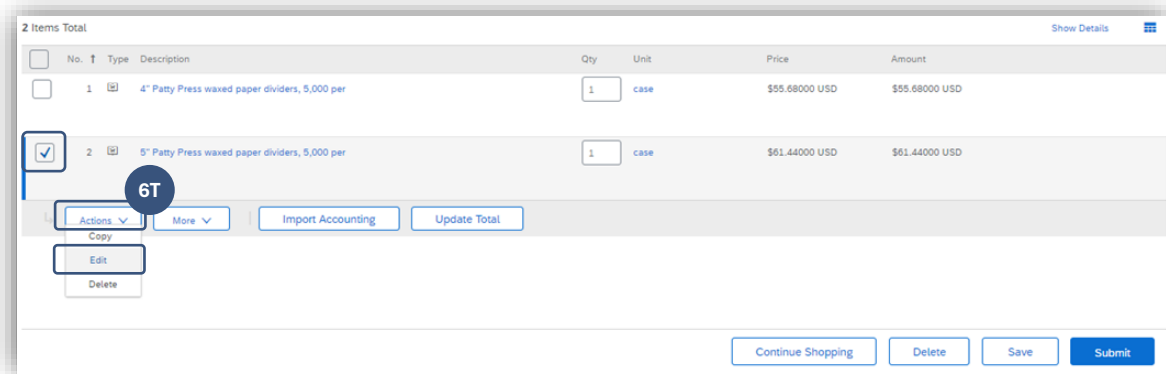 2 Items Total Show Details
No. ↑ Type Description Qty Unit Price Amount
1 4" Patty Press waxed paper dividers, 5,000 per 1 case $55.68000 USD $55.68000 USD
2 5" Patty Press waxed paper dividers, 5,000 per 1 case $61.44000 USD $61.44000 USD
6T
Actions More Import Accounting Update Total
Copy
Edit
Delete
Continue Shopping Delete Save Submit